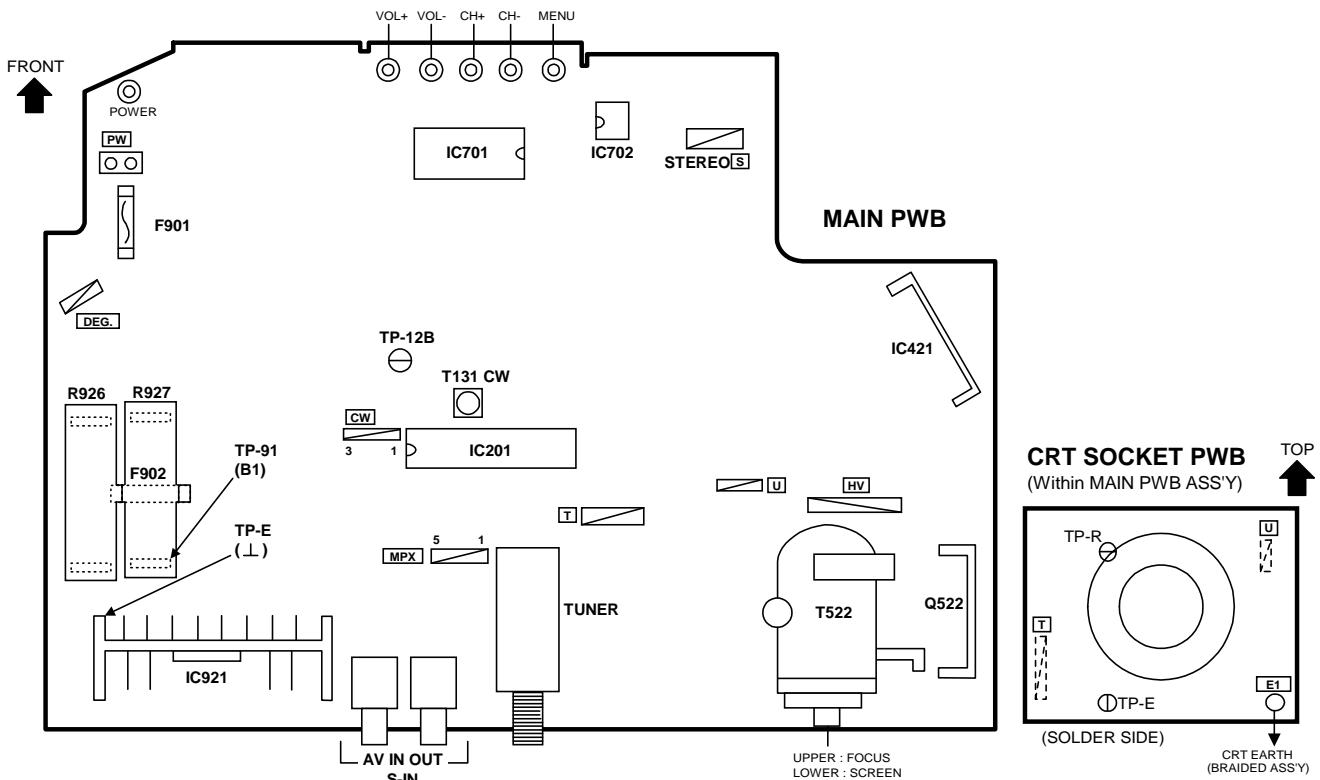 VOL+ VOL- CH+ CH- MENU
FRONT
POWER
PW
IC701
IC702
STEREO S
F901
MAIN PWB
DEG.
TP-12B
IC421
T131 CW
R926 R927
CW
3 1
IC201
TP-91
(B1)
F902
CRT SOCKET PWB
(Within MAIN PWB ASS'Y)
TOP
U
HV
T
TP-E
(⊥)
MPX
5 1
TUNER
T522
Q522
IC921
TP-R
U
T
E1
TP-E
(SOLDER SIDE)
CRT EARTH
(BRAIDED ASS'Y)
AV IN OUT
S-IN
UPPER : FOCUS
LOWER : SCREEN